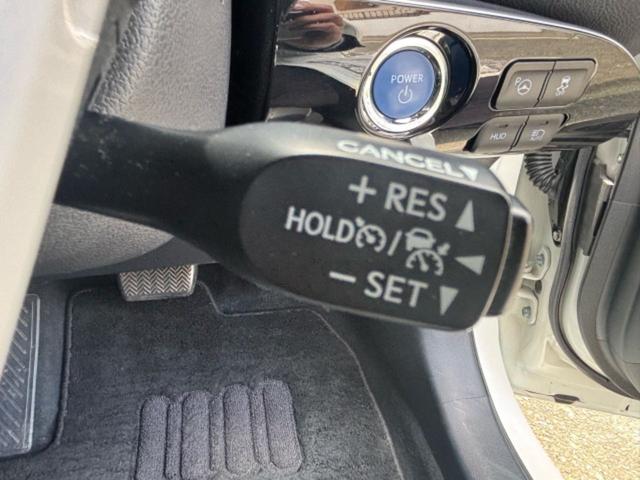 POWER
P
HUD
CANCEL
+ RES
HOLD /
- SET